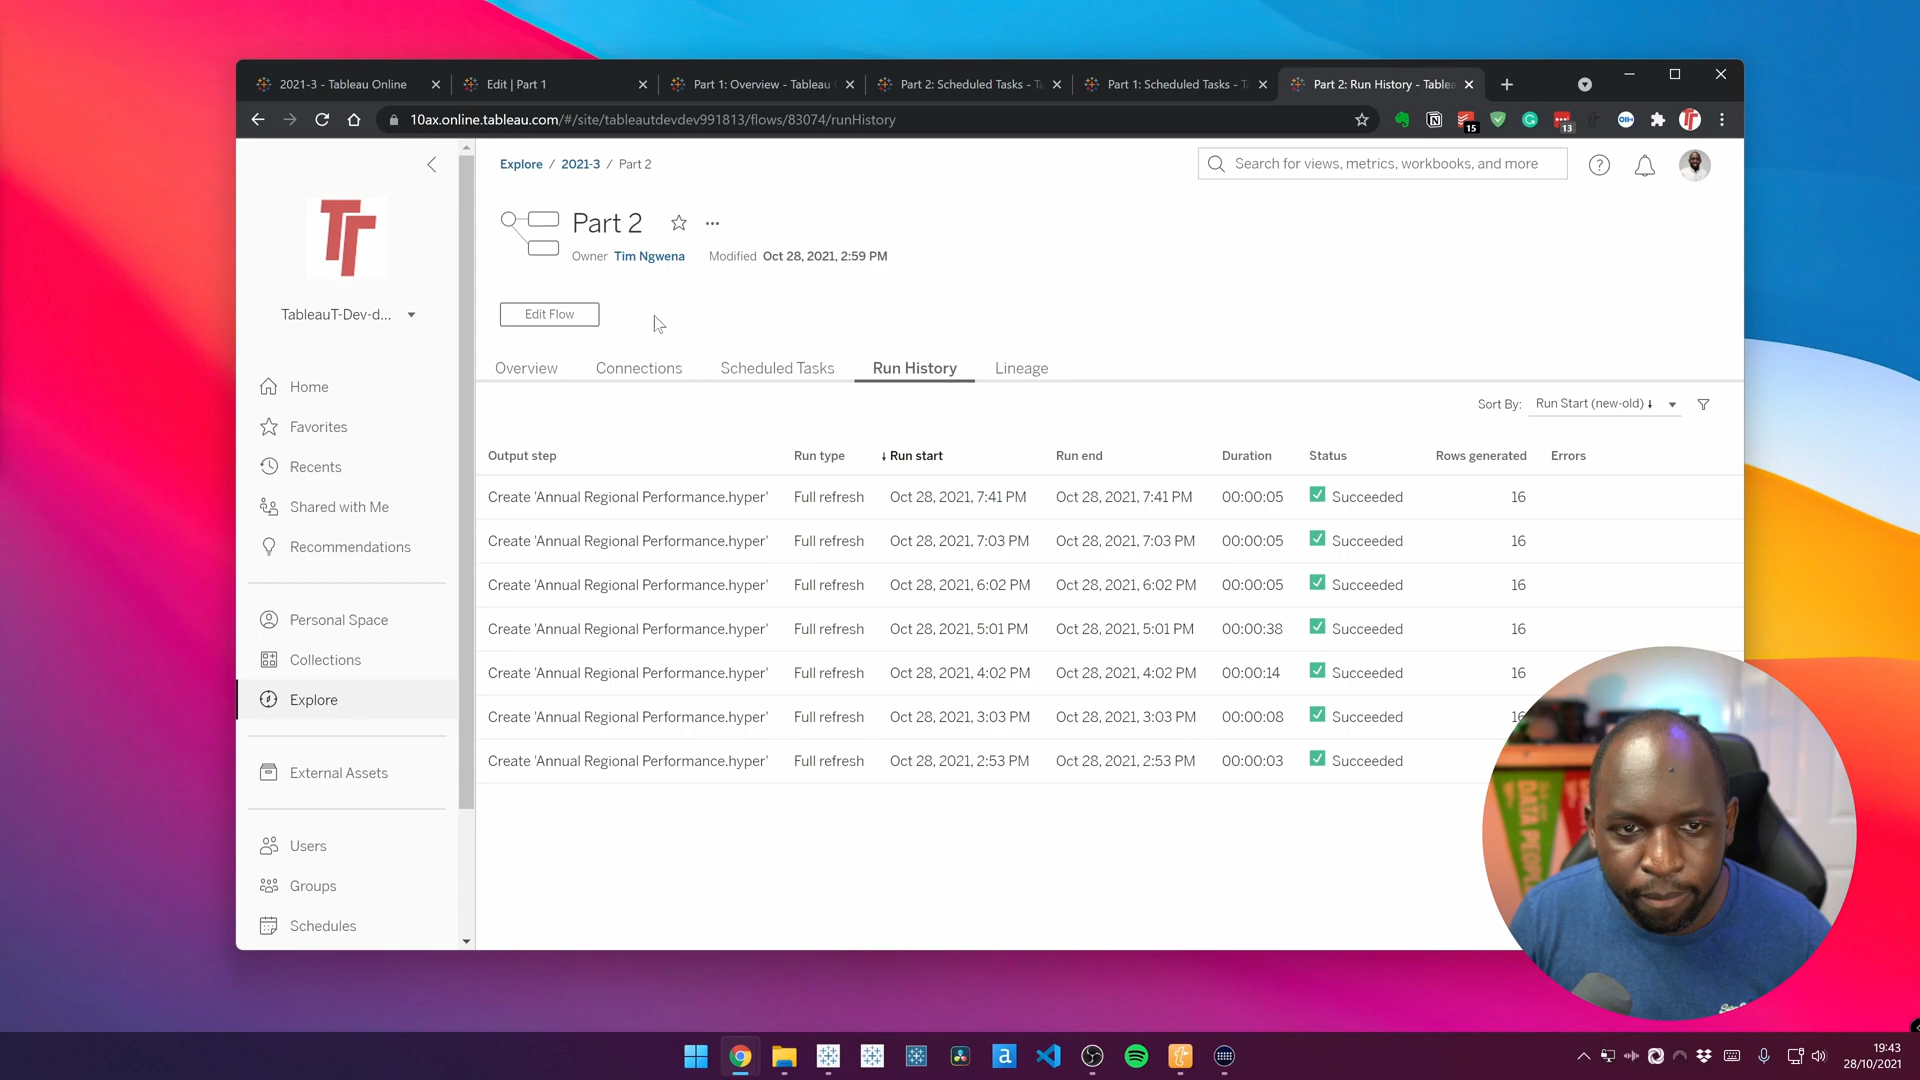 2021-3 - Tableau Online
Edit | Part 1
Part 1: Overview - Tableau
Part 2: Scheduled Tasks - Ta
Part 1: Scheduled Tasks - T
Part 2: Run History - Tablea
10ax.online.tableau.com/#/site/tableautdevdev991813/flows/83074/runHistory
15
13
Explore / 2021-3 / Part 2
Search for views, metrics, workbooks, and more
Part 2
Owner Tim Ngwena Modified Oct 28, 2021, 2:59 PM
Edit Flow
TableauT-Dev-d...
Home
Favorites
Recents
Shared with Me
Recommendations
Personal Space
Collections
Explore
External Assets
Users
Groups
Schedules
Overview Connections Scheduled Tasks Run History Lineage
Sort By: Run Start (new-old)
Output step Run type Run start Run end Duration Status Rows generated Errors
Create 'Annual Regional Performance.hyper' Full refresh Oct 28, 2021, 7:41 PM Oct 28, 2021, 7:41 PM 00:00:05 Succeeded 16
Create 'Annual Regional Performance.hyper' Full refresh Oct 28, 2021, 7:03 PM Oct 28, 2021, 7:03 PM 00:00:05 Succeeded 16
Create 'Annual Regional Performance.hyper' Full refresh Oct 28, 2021, 6:02 PM Oct 28, 2021, 6:02 PM 00:00:05 Succeeded 16
Create 'Annual Regional Performance.hyper' Full refresh Oct 28, 2021, 5:01 PM Oct 28, 2021, 5:01 PM 00:00:38 Succeeded 16
Create 'Annual Regional Performance.hyper' Full refresh Oct 28, 2021, 4:02 PM Oct 28, 2021, 4:02 PM 00:00:14 Succeeded 16
Create 'Annual Regional Performance.hyper' Full refresh Oct 28, 2021, 3:03 PM Oct 28, 2021, 3:03 PM 00:00:08 Succeeded 16
Create 'Annual Regional Performance.hyper' Full refresh Oct 28, 2021, 2:53 PM Oct 28, 2021, 2:53 PM 00:00:03 Succeeded
DATA PEOPLE
19:43
28/10/2021